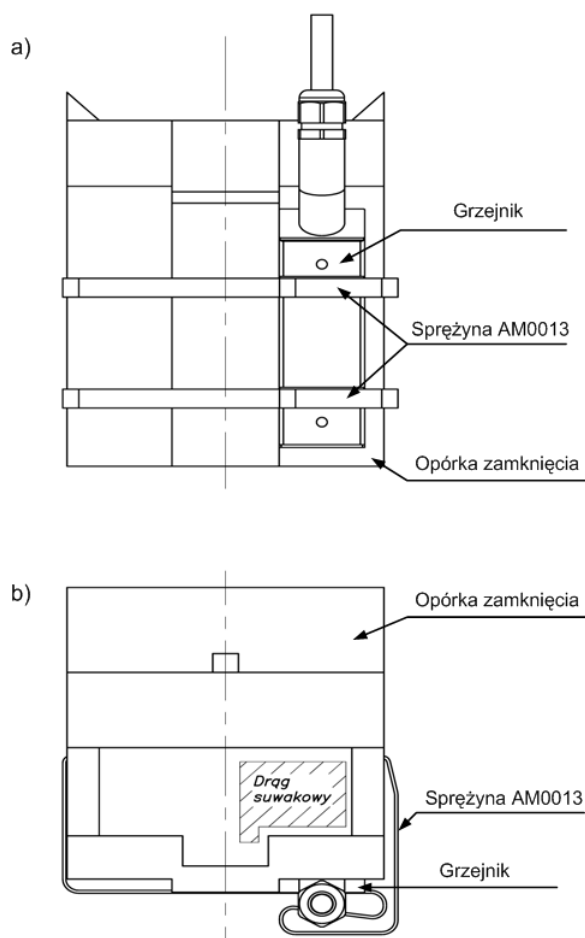 a)
Grzejnik
Sprężyna AM0013
Opórka zamknięcia
b)
Opórka zamknięcia
Drąg
suwakowy
Sprężyna AM0013
Grzejnik